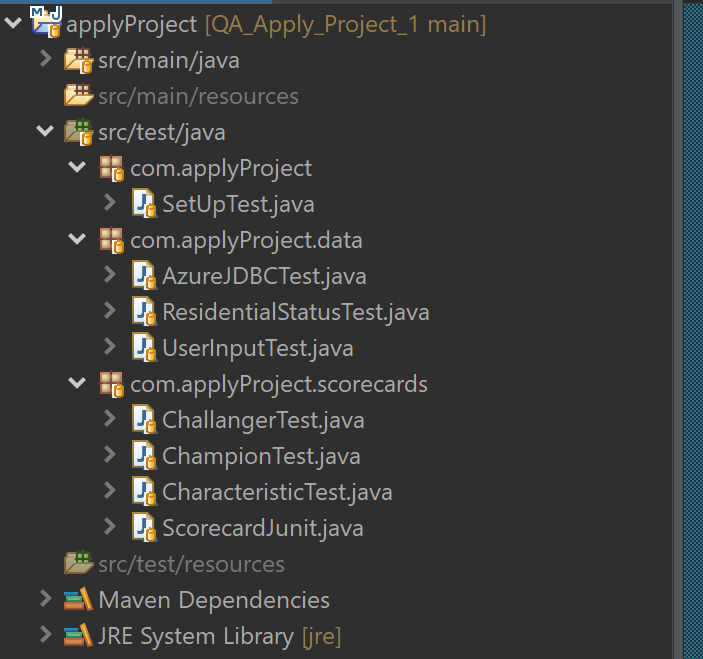 applyProject [QA_Apply_Project_1 main]
src/main/java
src/main/resources
src/test/java
com.applyProject
SetUpTest.java
com.applyProject.data
AzureJDBCTest.java
ResidentialStatusTest.java
UserInputTest.java
com.applyProject.scorecards
ChallangerTest.java
ChampionTest.java
CharacteristicTest.java
ScorecardJunit.java
src/test/resources
Maven Dependencies
JRE System Library [jre]